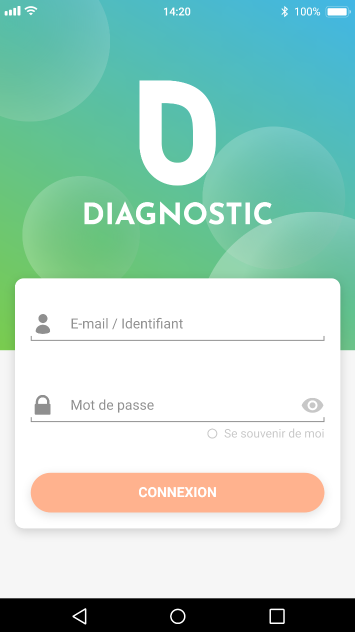 14:20
100%
D
DIAGNOSTIC
E-mail / Identifiant
Mot de passe
Se souvenir de moi
CONNEXION